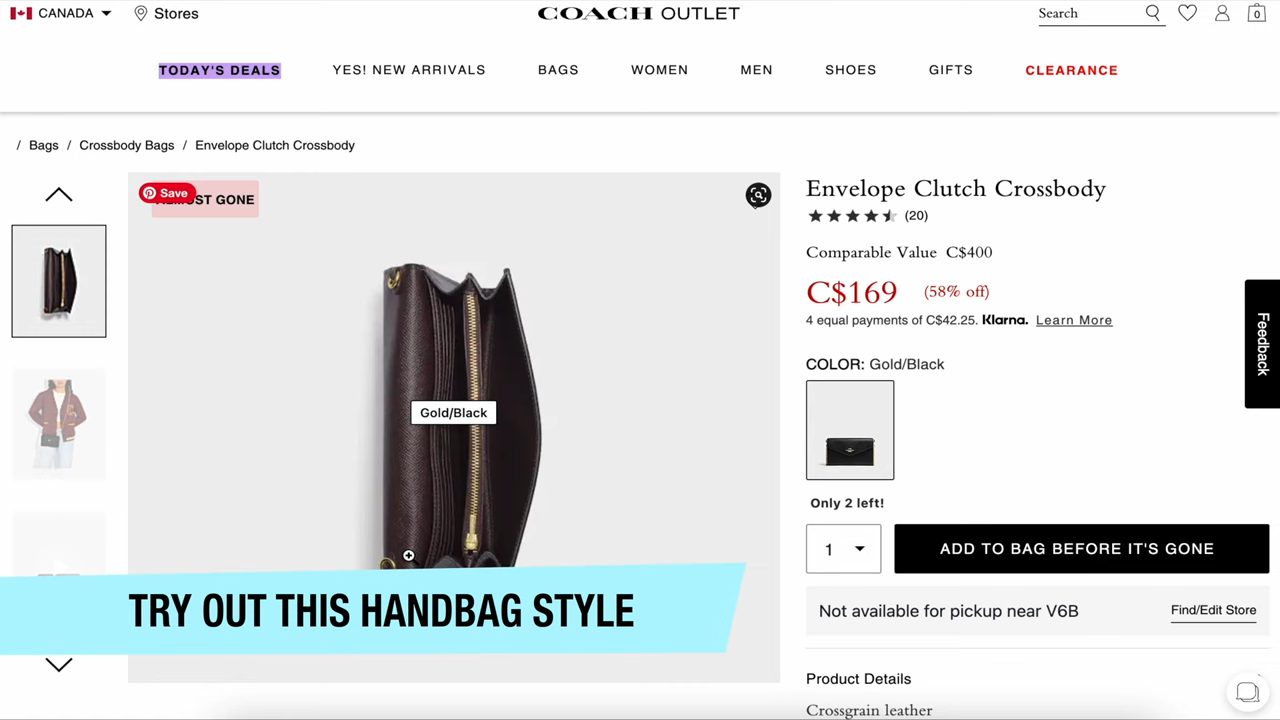 CANADA
Stores
COACH OUTLET
Search
0
TODAY'S DEALS
YES! NEW ARRIVALS
BAGS
WOMEN
MEN
SHOES
GIFTS
CLEARANCE
/ Bags / Crossbody Bags / Envelope Clutch Crossbody
Save
ST GONE
Gold/Black
Envelope Clutch Crossbody
(20)
Comparable Value C$400
C$169 (58% off)
4 equal payments of C$42.25. Klarna. Learn More
COLOR: Gold/Black
Only 2 left!
1
ADD TO BAG BEFORE IT'S GONE
Not available for pickup near V6B
Find/Edit Store
Product Details
Crossgrain leather
Feedback
TRY OUT THIS HANDBAG STYLE